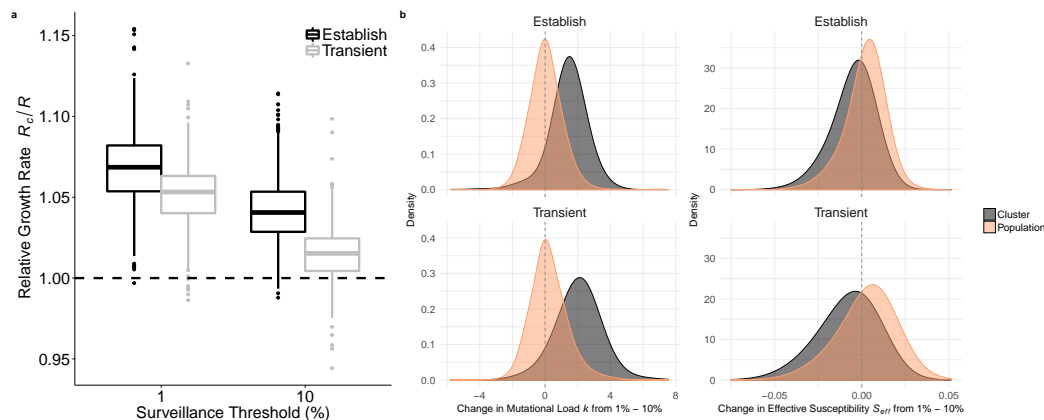 a
Relative Growth Rate R_c/R
1.15
1.10
1.05
1.00
0.95
Establish
Transient
1
10
Surveillance Threshold (%)
b
Establish
Density
0.4
0.3
0.2
0.1
0.0
Establish
Density
30
20
10
0
Transient
0.4
0.3
0.2
0.1
0.0
−4
0
4
8
Change in Mutational Load k from 1% − 10%
Transient
30
20
10
0
−0.05
0.00
0.05
Change in Effective Susceptibility S_eff from 1% − 10%
Cluster
Population